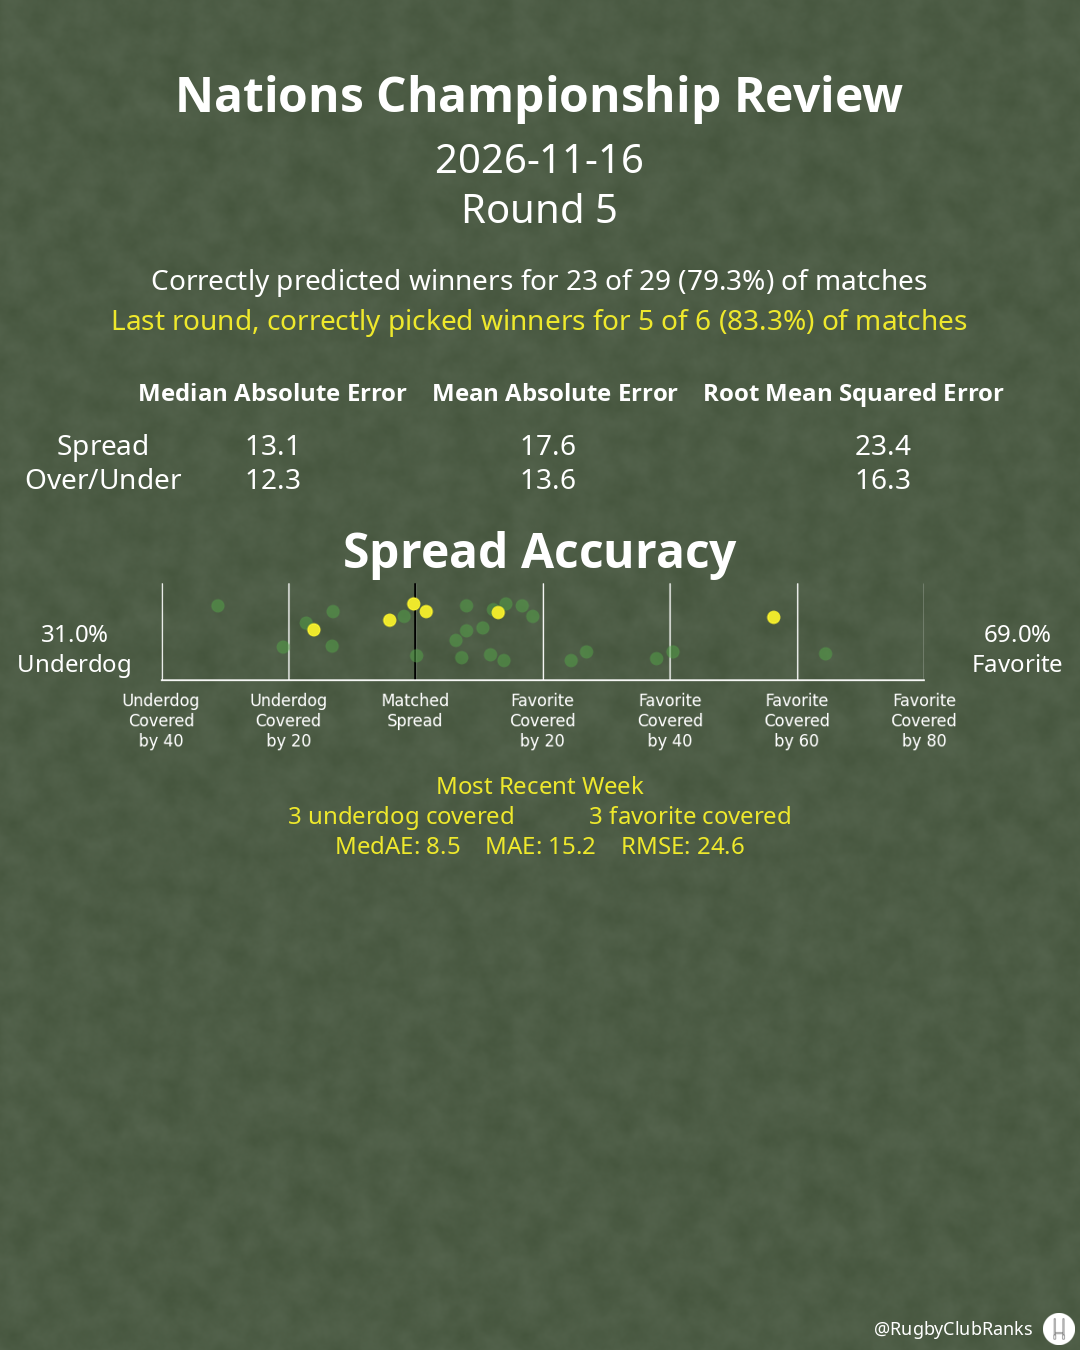 Nations Championship Review
2026-11-16
Round 5
Correctly predicted winners for 23 of 29 (79.3%) of matches
Last round, correctly picked winners for 5 of 6 (83.3%) of matches
Median Absolute Error Mean Absolute Error Root Mean Squared Error
Spread 13.1 17.6 23.4
Over/Under 12.3 13.6 16.3
Spread Accuracy
31.0%
Underdog
69.0%
Favorite
Underdog
Covered
by 40
Underdog
Covered
by 20
Matched
Spread
Favorite
Covered
by 20
Favorite
Covered
by 40
Favorite
Covered
by 60
Favorite
Covered
by 80
Most Recent Week
3 underdog covered 3 favorite covered
MedAE: 8.5 MAE: 15.2 RMSE: 24.6
@RugbyClubRanks